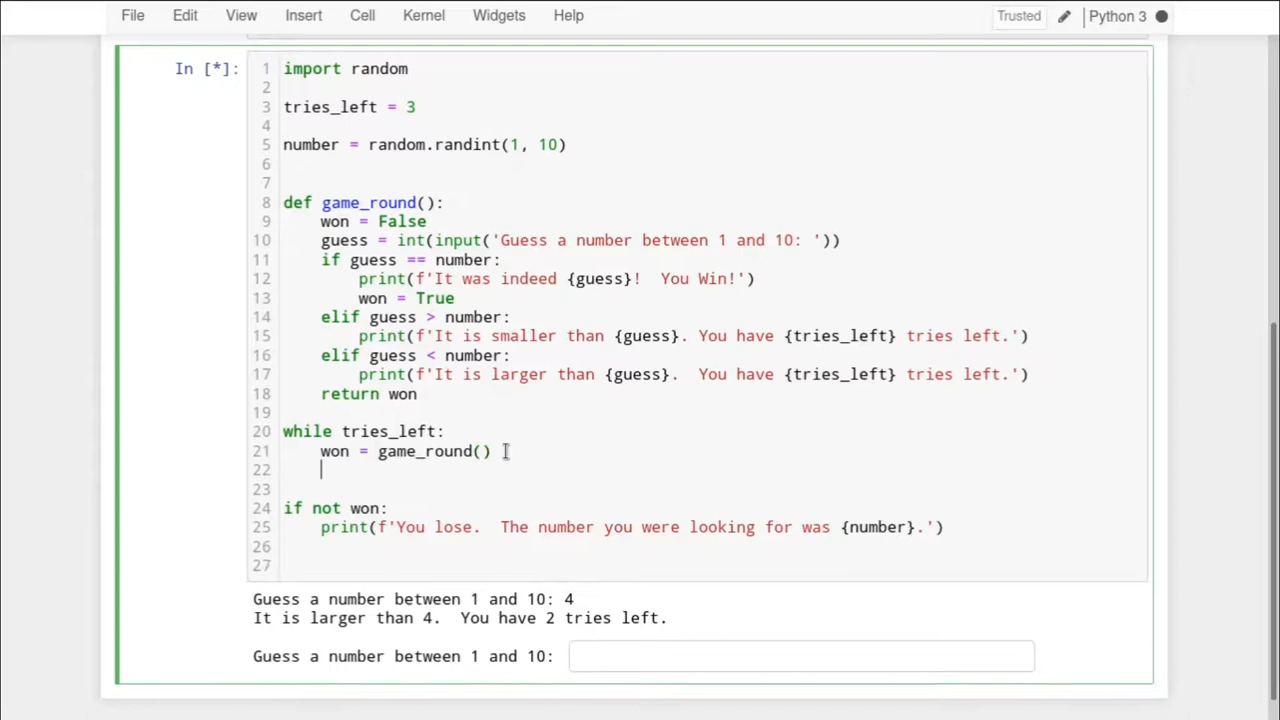 File Edit View Insert Cell Kernel Widgets Help Trusted Python 3
In [*]:
1 import random
2
3 tries_left = 3
4
5 number = random.randint(1, 10)
6
7
8 def game_round():
9     won = False
10     guess = int(input('Guess a number between 1 and 10: '))
11     if guess == number:
12         print(f'It was indeed {guess}!  You Win!')
13         won = True
14     elif guess > number:
15         print(f'It is smaller than {guess}. You have {tries_left} tries left.')
16     elif guess < number:
17         print(f'It is larger than {guess}.  You have {tries_left} tries left.')
18     return won
19
20 while tries_left:
21     won = game_round()
22
23
24 if not won:
25     print(f'You lose.  The number you were looking for was {number}.')
26
27
Guess a number between 1 and 10: 4
It is larger than 4.  You have 2 tries left.
Guess a number between 1 and 10: